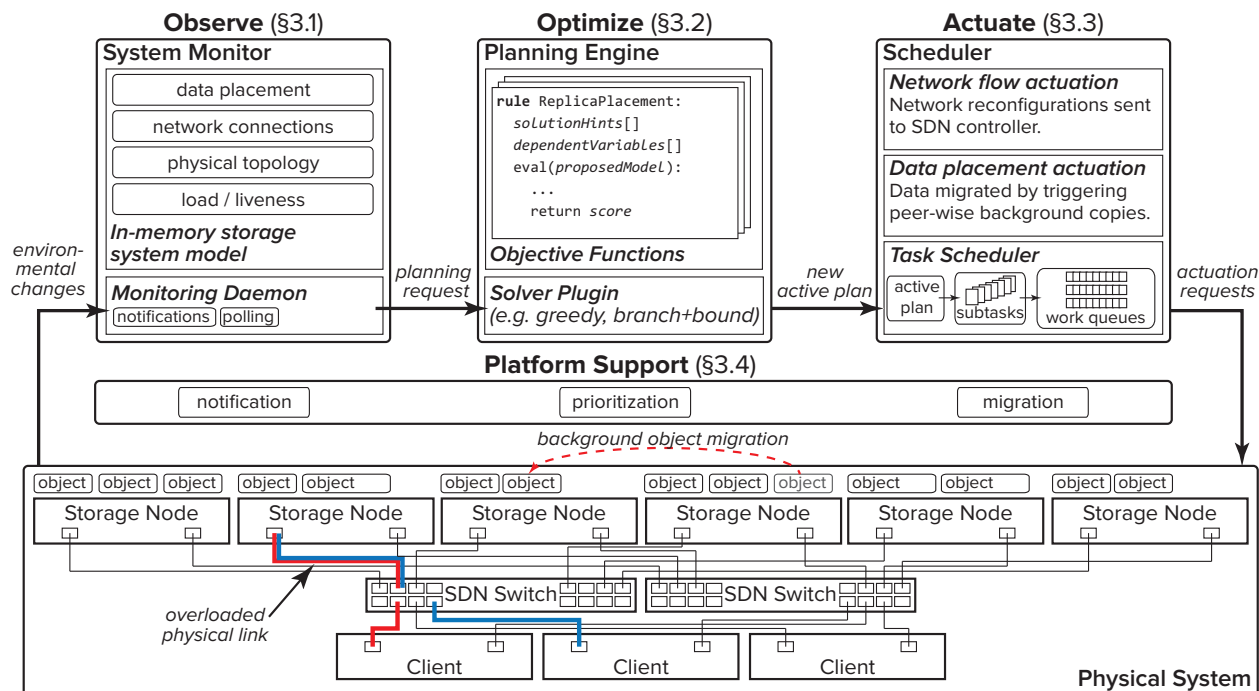 Observe (§3.1)
System Monitor
data placement
network connections
physical topology
load / liveness
In-memory storage
system model
Monitoring Daemon
notifications
polling
environ-
mental
changes
planning
request
Optimize (§3.2)
Planning Engine
rule ReplicaPlacement:
solutionHints[]
dependentVariables[]
eval(proposedModel):
...
return score
Objective Functions
Solver Plugin
(e.g. greedy, branch+bound)
new
active plan
Actuate (§3.3)
Scheduler
Network flow actuation
Network reconfigurations sent
to SDN controller.
Data placement actuation
Data migrated by triggering
peer-wise background copies.
Task Scheduler
active
plan
subtasks
work queues
actuation
requests
Platform Support (§3.4)
notification
prioritization
migration
background object migration
object object object
object object
object object
object object object
object object
object object
Storage Node
Storage Node
Storage Node
Storage Node
Storage Node
Storage Node
SDN Switch
SDN Switch
overloaded
physical link
Client
Client
Client
Physical System